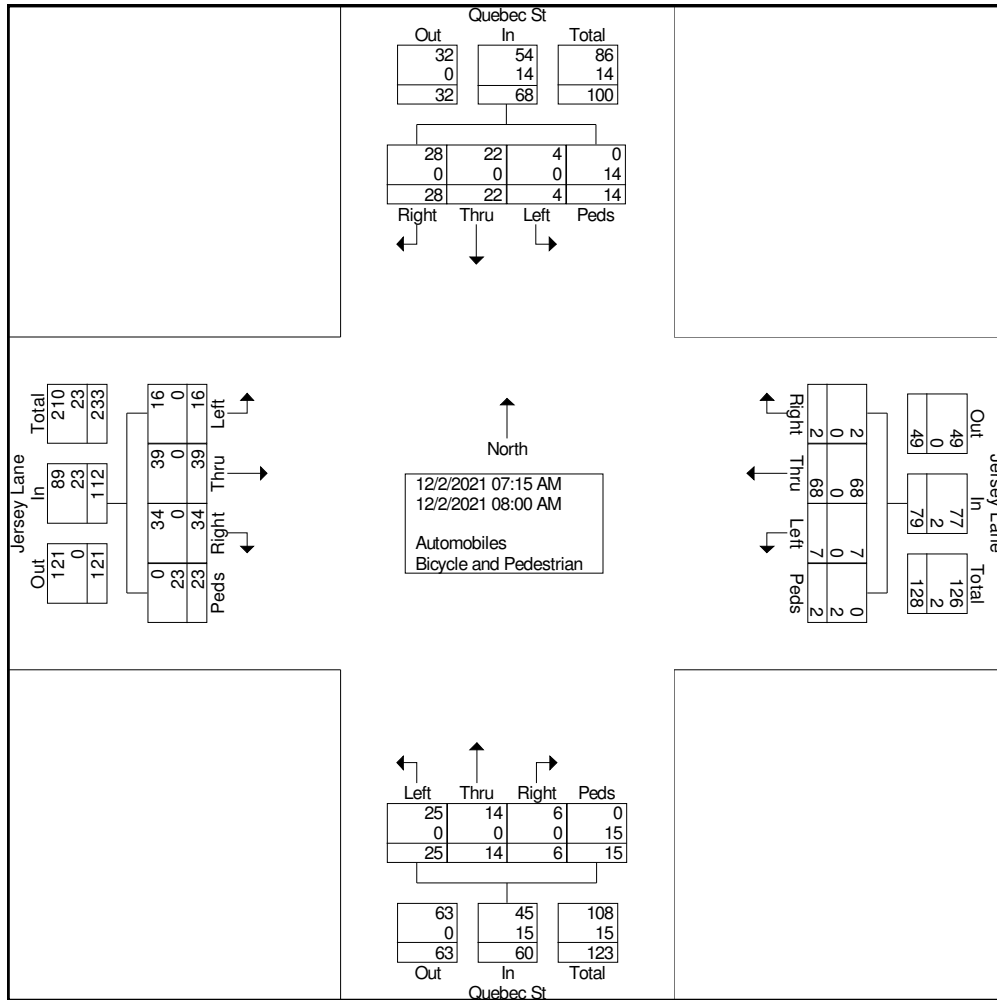 Quebec St
Out In Total
32 54 86
0 14 14
32 68 100
28 22 4 0
0 0 0 14
28 22 4 14
Right Thru Left Peds
Jersey Lane
Total In Out
210 89 121
23 23 0
233 112 121
16 39 34 0
0 0 0 23
16 39 34 23
Left Thru Right Peds
North
12/2/2021 07:15 AM
12/2/2021 08:00 AM
Automobiles
Bicycle and Pedestrian
Right Thru Left Peds
2 68 7 0
0 0 0 2
2 68 7 2
Out In Total
49 77 126
0 2 2
49 79 128
Jersey Lane
Left Thru Right Peds
25 14 6 0
0 0 0 15
25 14 6 15
63 45 108
0 15 15
63 60 123
Out In Total
Quebec St